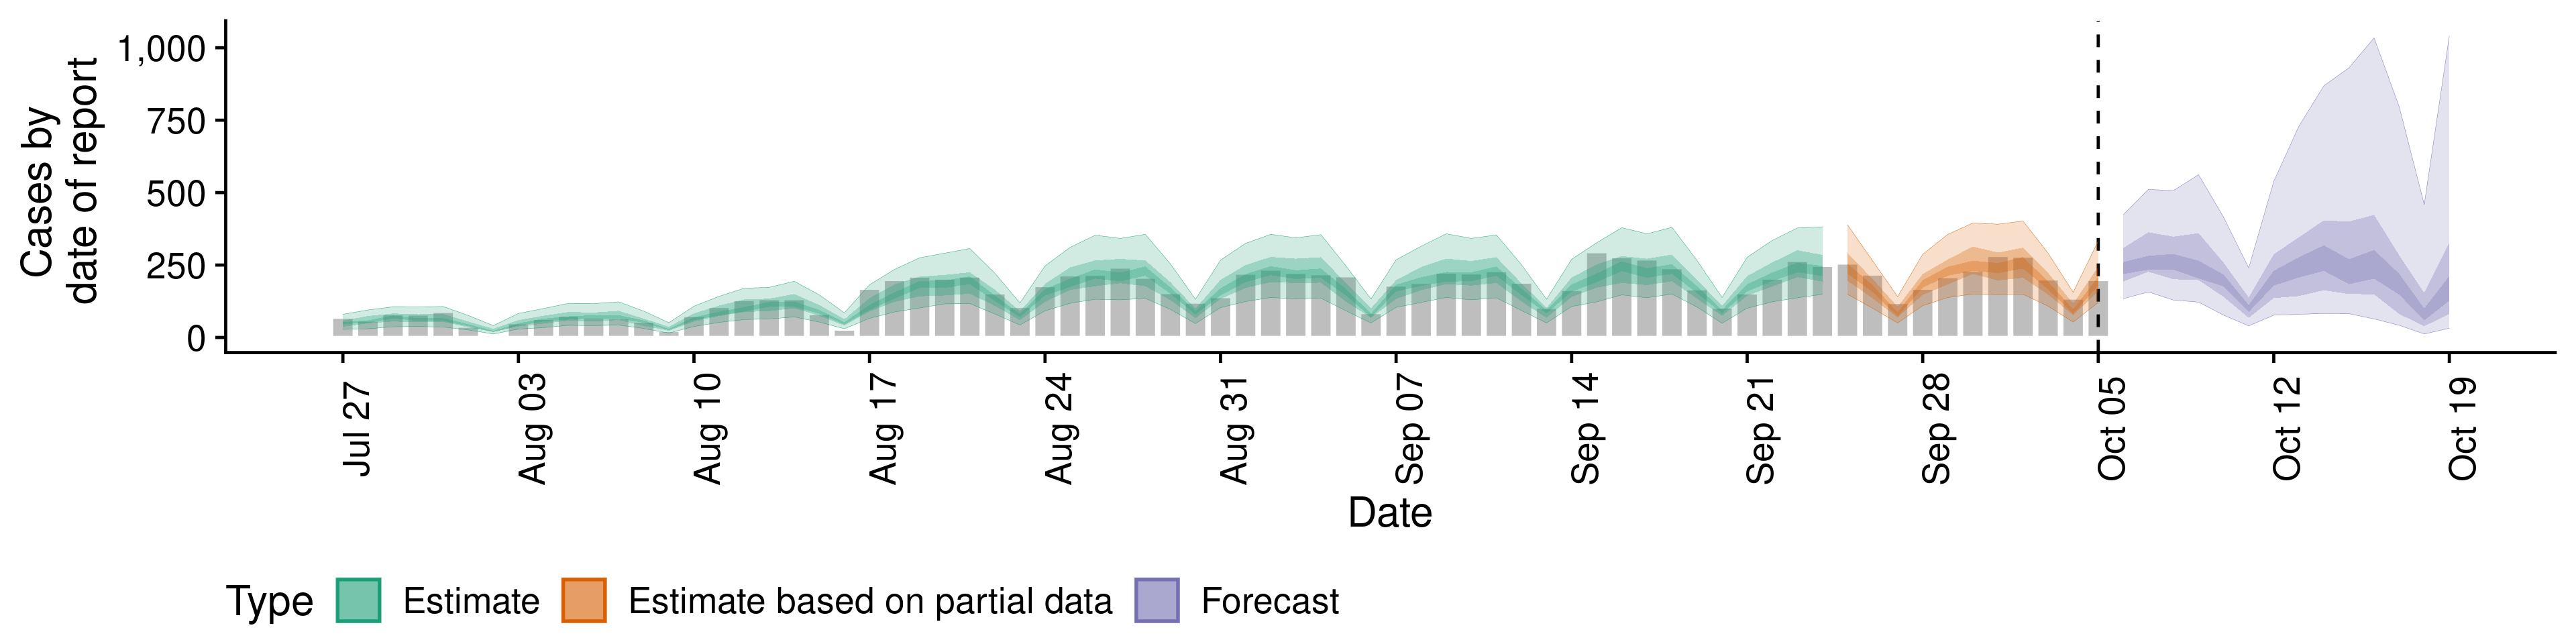 Cases by
date of report
1,000
750
500
250
0
Jul 27
Aug 03
Aug 10
Aug 17
Aug 24
Aug 31
Sep 07
Sep 14
Sep 21
Sep 28
Oct 05
Oct 12
Oct 19
Date
Type Estimate Estimate based on partial data Forecast